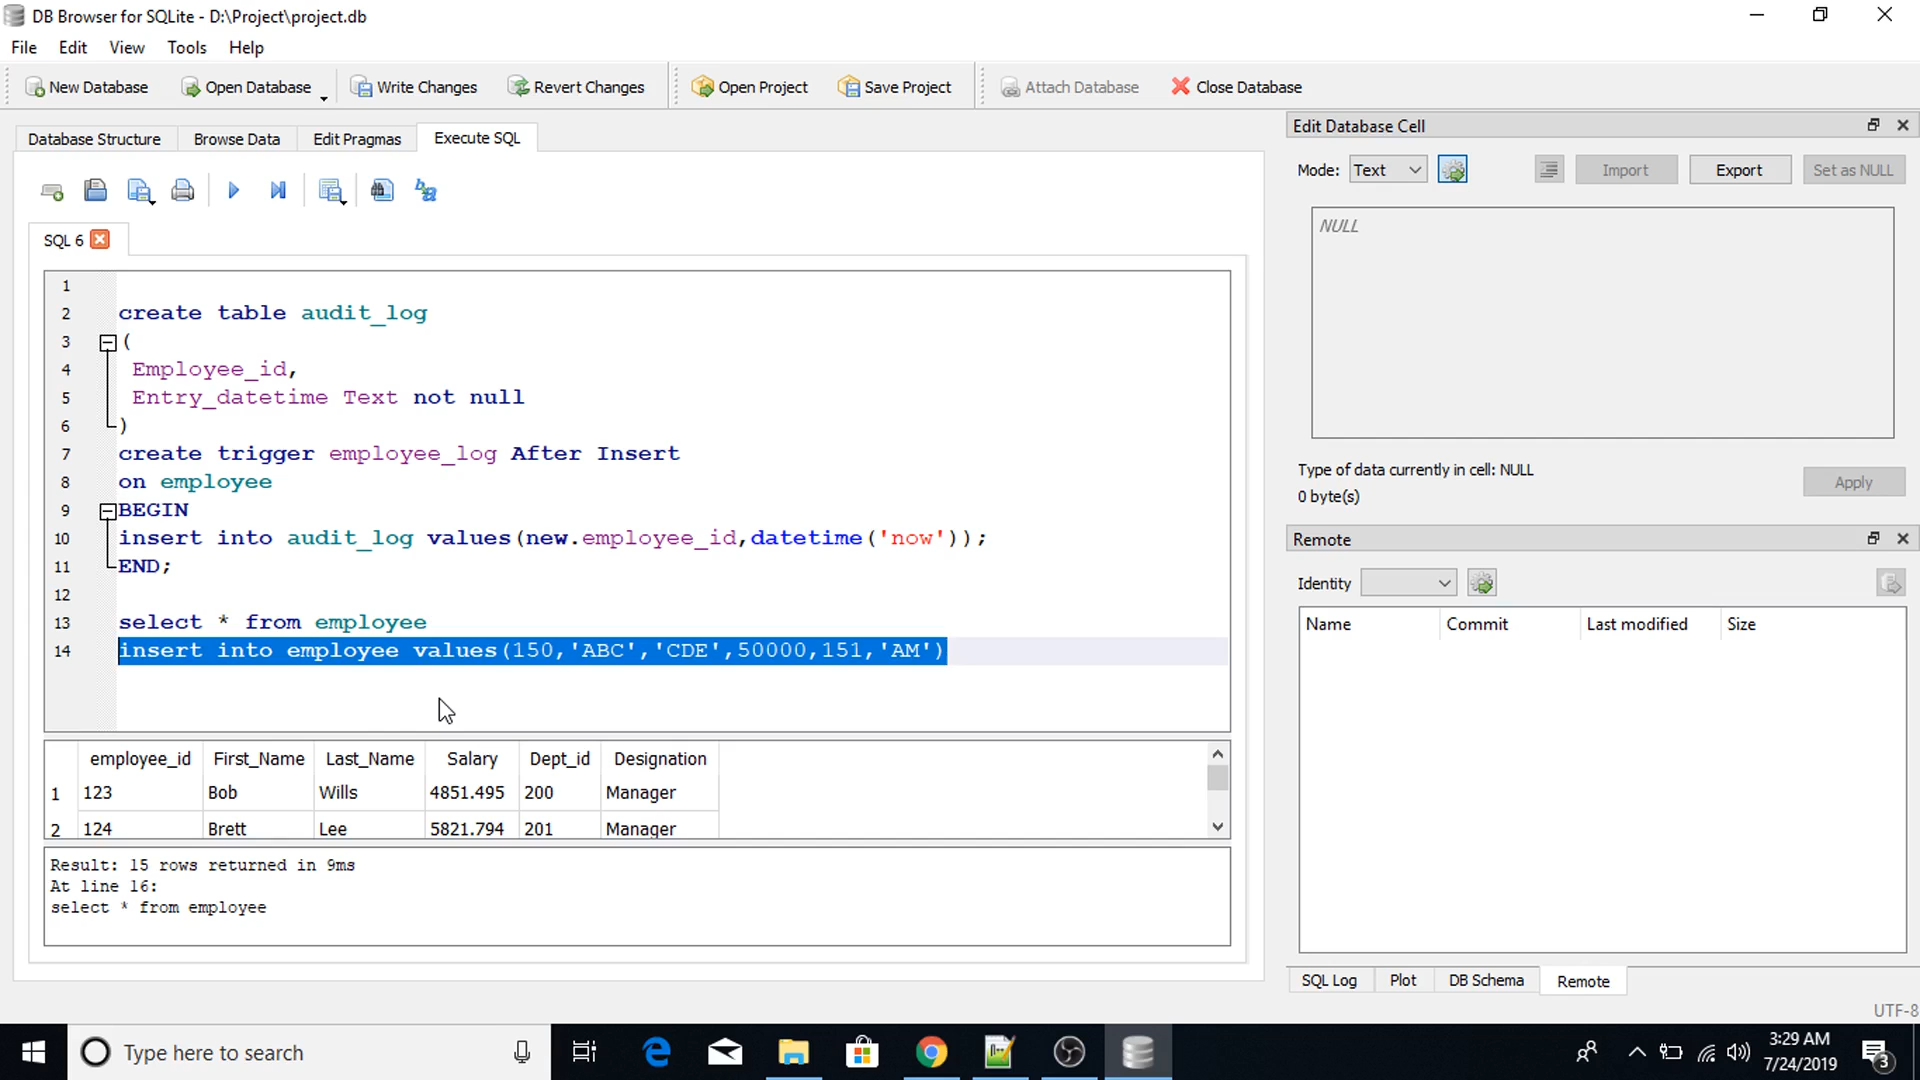 DB Browser for SQLite - D:\Project\project.db
File Edit View Tools Help
New Database Open Database Write Changes Revert Changes Open Project Save Project Attach Database Close Database
Database Structure Browse Data Edit Pragmas Execute SQL
SQL 6
1
2 create table audit_log
3 (
4 Employee_id,
5 Entry_datetime Text not null
6 )
7 create trigger employee_log After Insert
8 on employee
9 BEGIN
10 insert into audit_log values(new.employee_id,datetime('now'));
11 END;
12
13 select * from employee
14 insert into employee values(150,'ABC','CDE',50000,151,'AM')
employee_id First_Name Last_Name Salary Dept_id Designation
1 123 Bob Wills 4851.495 200 Manager
2 124 Brett Lee 5821.794 201 Manager
Result: 15 rows returned in 9ms
At line 16:
select * from employee
Edit Database Cell
Mode: Text Import Export Set as NULL
NULL
Type of data currently in cell: NULL
0 byte(s)
Apply
Remote
Identity
Name Commit Last modified Size
SQL Log Plot DB Schema Remote
UTF-8
Type here to search
3:29 AM
7/24/2019
3